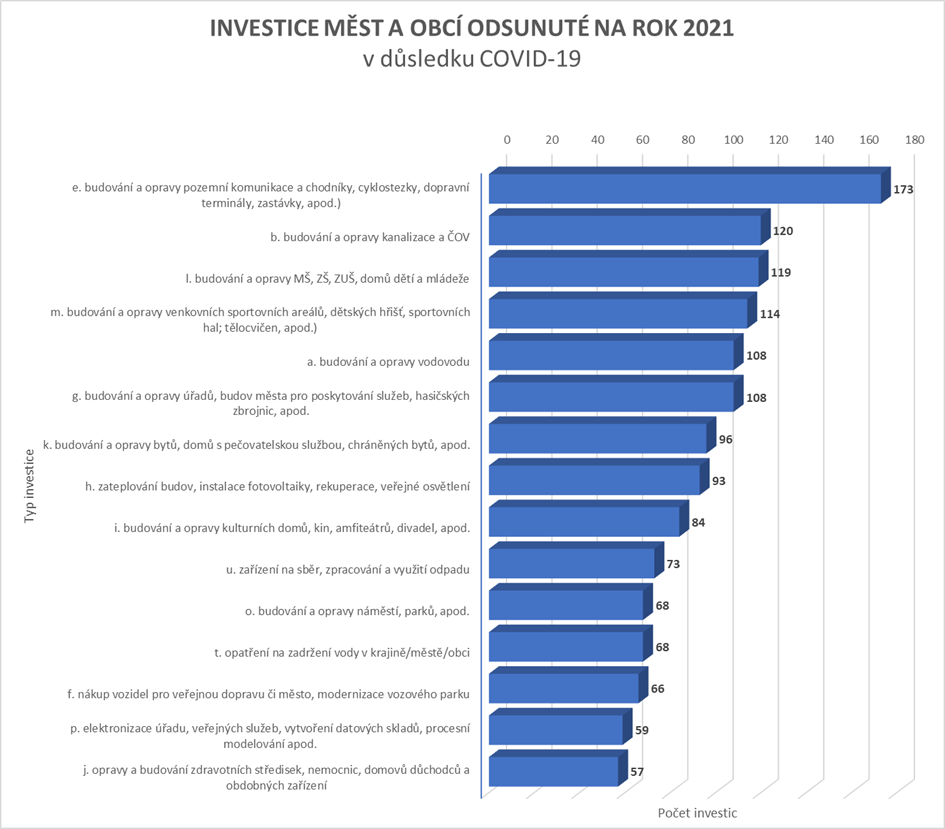 INVESTICE MĚST A OBCÍ ODSUNUTÉ NA ROK 2021
v důsledku COVID-19
0 20 40 60 80 100 120 140 160 180
e. budování a opravy pozemní komunikace a chodníky, cyklostezky, dopravní
terminály, zastávky, apod.)
173
b. budování a opravy kanalizace a ČOV
120
l. budování a opravy MŠ, ZŠ, ZUŠ, domů dětí a mládeže
119
m. budování a opravy venkovních sportovních areálů, dětských hřišť, sportovních
hal; tělocvičen, apod.)
114
a. budování a opravy vodovodu
108
g. budování a opravy úřadů, budov města pro poskytování služeb, hasičských
zbrojnic, apod.
108
k. budování a opravy bytů, domů s pečovatelskou službou, chráněných bytů, apod.
96
h. zateplování budov, instalace fotovoltaiky, rekuperace, veřejné osvětlení
93
i. budování a opravy kulturních domů, kin, amfiteátrů, divadel, apod.
84
u. zařízení na sběr, zpracování a využití odpadu
73
o. budování a opravy náměstí, parků, apod.
68
t. opatření na zadržení vody v krajině/městě/obci
68
f. nákup vozidel pro veřejnou dopravu či město, modernizace vozového parku
66
p. elektronizace úřadu, veřejných služeb, vytvoření datových skladů, procesní
modelování apod.
59
j. opravy a budování zdravotních středisek, nemocnic, domovů důchodců a
obdobných zařízení
57
Typ investice
Počet investic